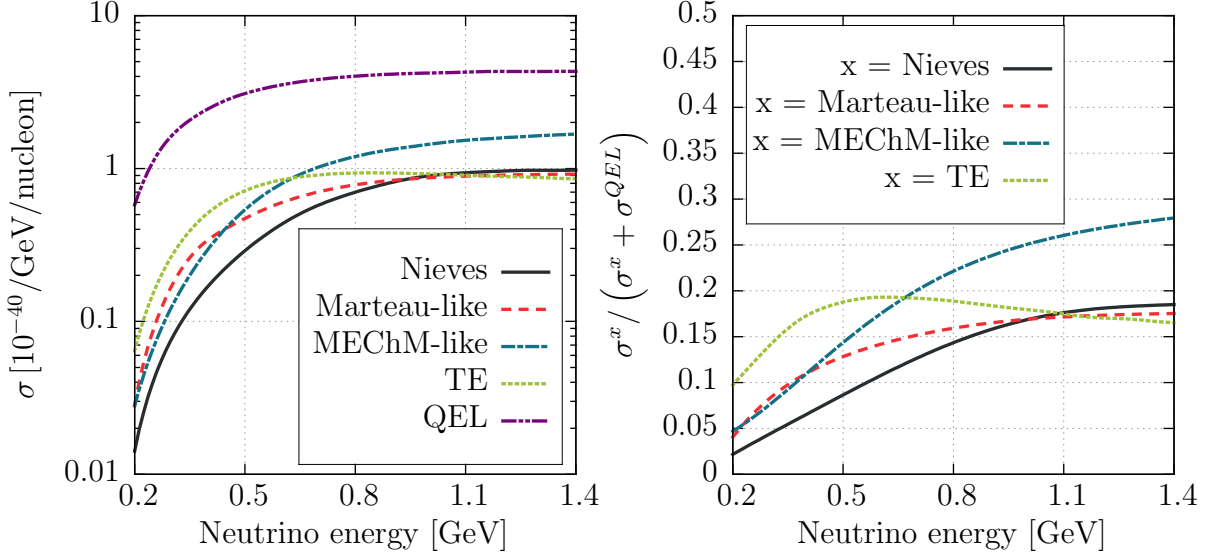 σ [10⁻⁴⁰/GeV/nucleon]
10
1
0.1
0.01
Nieves
Marteau-like
MEChM-like
TE
QEL
0.2 0.5 0.8 1.1 1.4
Neutrino energy [GeV]
σˣ/ (σˣ + σ^{QEL})
0.5
0.45
0.4
0.35
0.3
0.25
0.2
0.15
0.1
0.05
0
x = Nieves
x = Marteau-like
x = MEChM-like
x = TE
0.2 0.5 0.8 1.1 1.4
Neutrino energy [GeV]